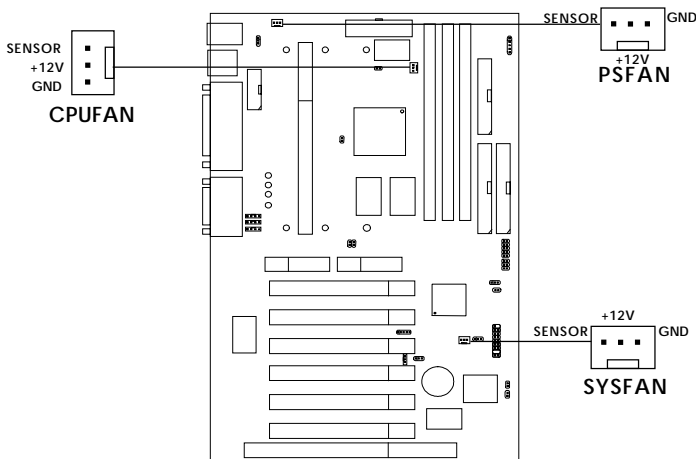 SENSOR
+12V
GND
CPUFAN
SENSOR GND
+12V
PSFAN
+12V
SENSOR GND
SYSFAN